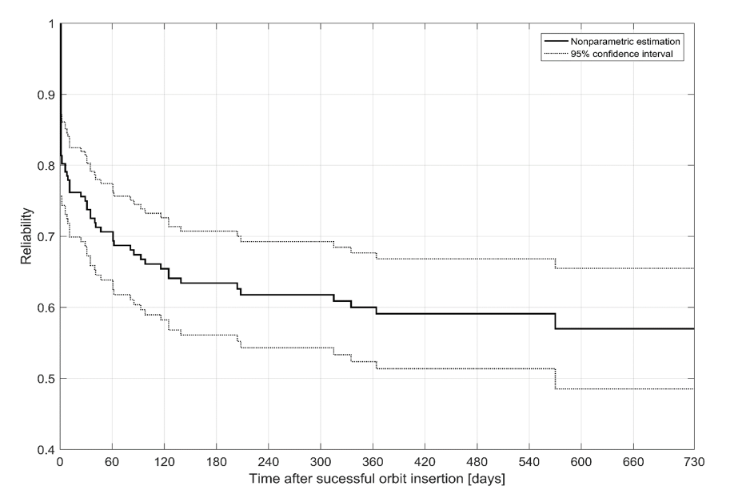 1
0.9
0.8
0.7
0.6
0.5
0.4
Reliability
Nonparametric estimation
95% confidence interval
0 60 120 180 240 300 360 420 480 540 600 660 730
Time after sucessful orbit insertion [days]